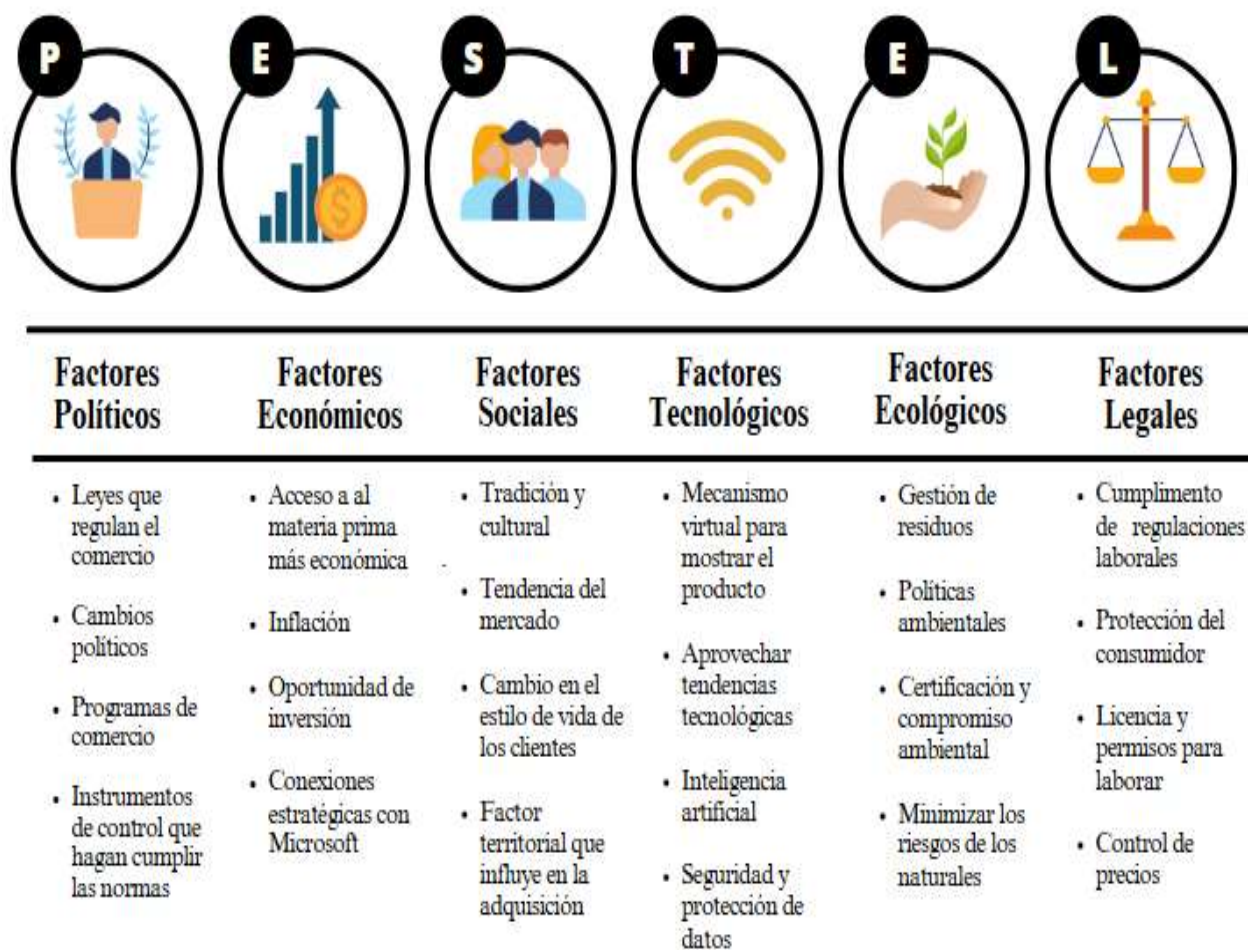 P
E
S
T
E
L
Factores
Políticos
Factores
Económicos
Factores
Sociales
Factores
Tecnológicos
Factores
Ecológicos
Factores
Legales
• Leyes que
regulan el
comercio
• Cambios
políticos
• Programas de
comercio
• Instrumentos
de control que
hagan cumplir
las normas
• Acceso a al
materia prima
más económica
• Inflación
• Oportunidad de
inversión
• Conexiones
estratégicas con
Microsoft
• Tradición y
cultural
• Tendencia del
mercado
• Cambio en el
estilo de vida de
los clientes
• Factor
territorial que
influye en la
adquisición
• Mecanismo
virtual para
mostrar el
producto
• Aprovechar
tendencias
tecnológicas
• Inteligencia
artificial
• Seguridad y
protección de
datos
• Gestión de
residuos
• Políticas
ambientales
• Certificación y
compromiso
ambiental
• Minimizar los
riesgos de los
naturales
• Cumplimento
de regulaciones
laborales
• Protección del
consumidor
• Licencia y
permisos para
laborar
• Control de
precios